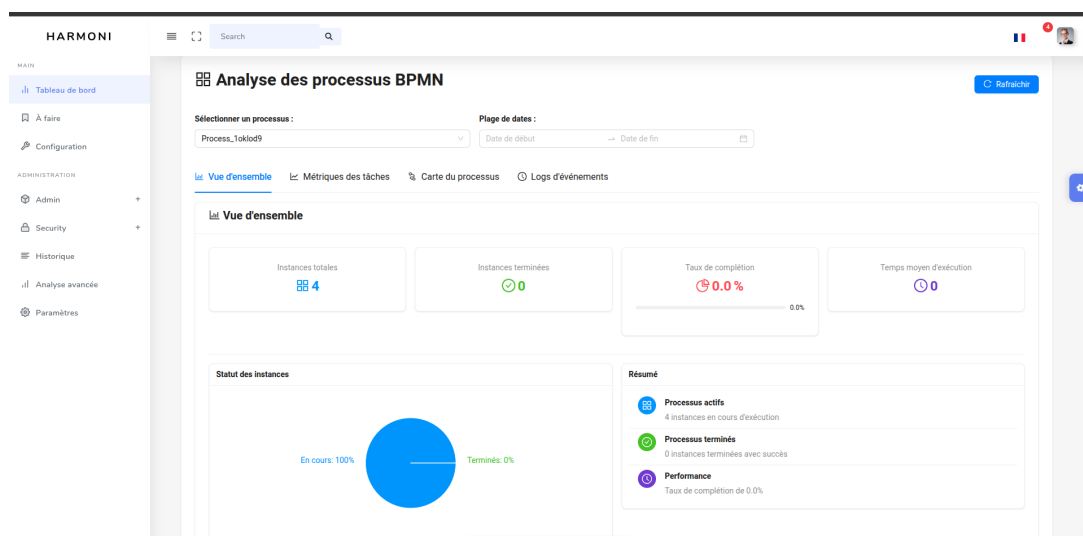 HARMONI
Search
4
MAIN
Tableau de bord
À faire
Configuration
ADMINISTRATION
Admin +
Security +
Historique
Analyse avancée
Paramètres
Analyse des processus BPMN
Rafraîchir
Sélectionner un processus :
Plage de dates :
Process_1oklod9
Date de début → Date de fin
Vue d'ensemble Métriques des tâches Carte du processus Logs d'événements
Vue d'ensemble
Instances totales
4
Instances terminées
0
Taux de complétion
0.0 %
0.0%
Temps moyen d'exécution
0
Statut des instances
En cours: 100%
Terminés: 0%
Résumé
Processus actifs
4 instances en cours d'exécution
Processus terminés
0 instances terminées avec succès
Performance
Taux de complétion de 0.0%